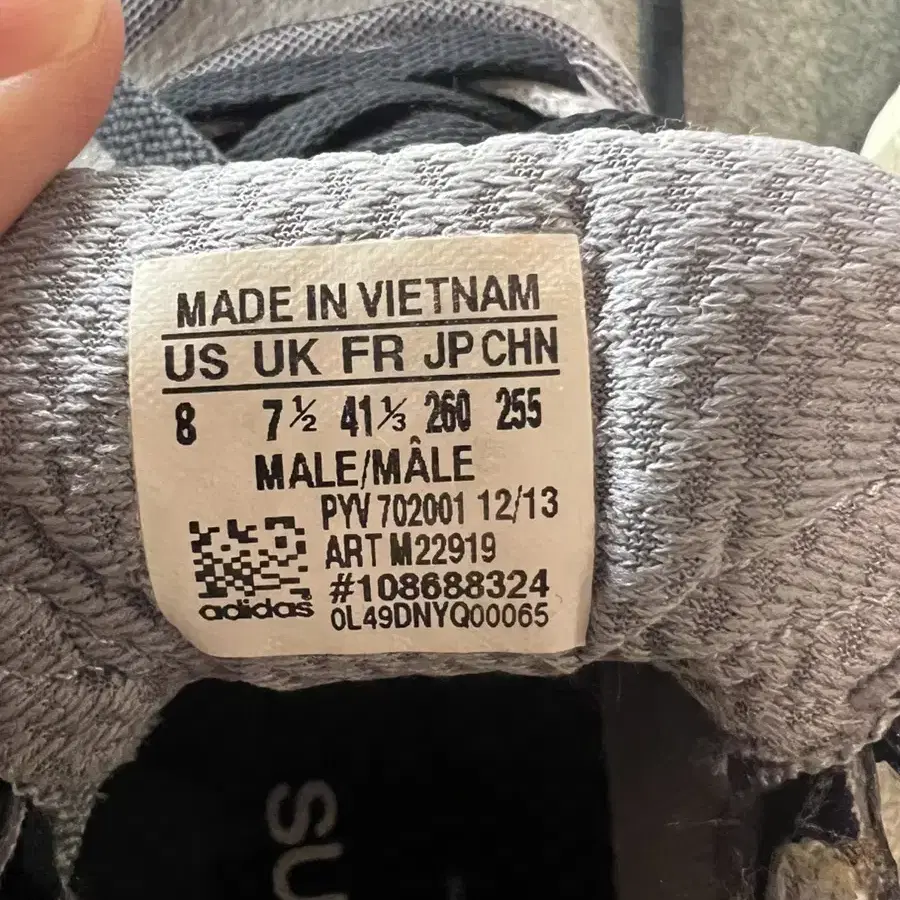 MADE IN VIETNAM
US UK FR JP CHN
8 7½ 41⅓ 260 255
MALE/MÂLE
PYV 702001 12/13
ART M22919
#108688324
adidas 0L49DNYQ00065
SU